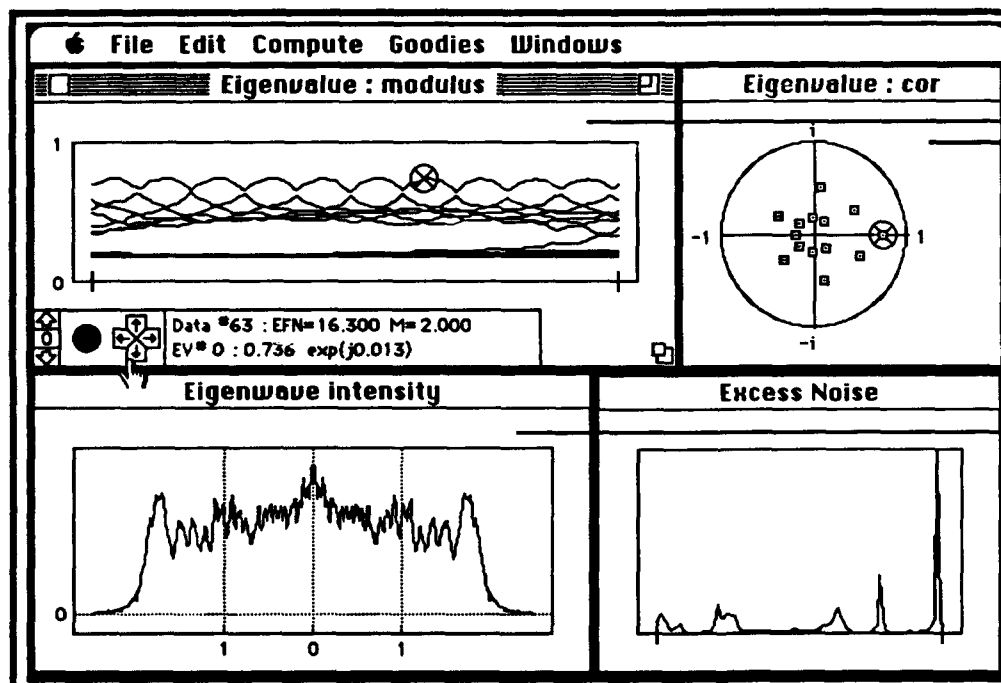 File Edit Compute Goodies Windows
Eigenvalue : modulus
Eigenvalue : cor
1
0
i
-1
1
-i
0
Data #63 : EFN= 16.300 M= 2.000
EV# 0 : 0.736 exp(j0.013)
Eigenwave intensity
Excess Noise
0
1 0 1